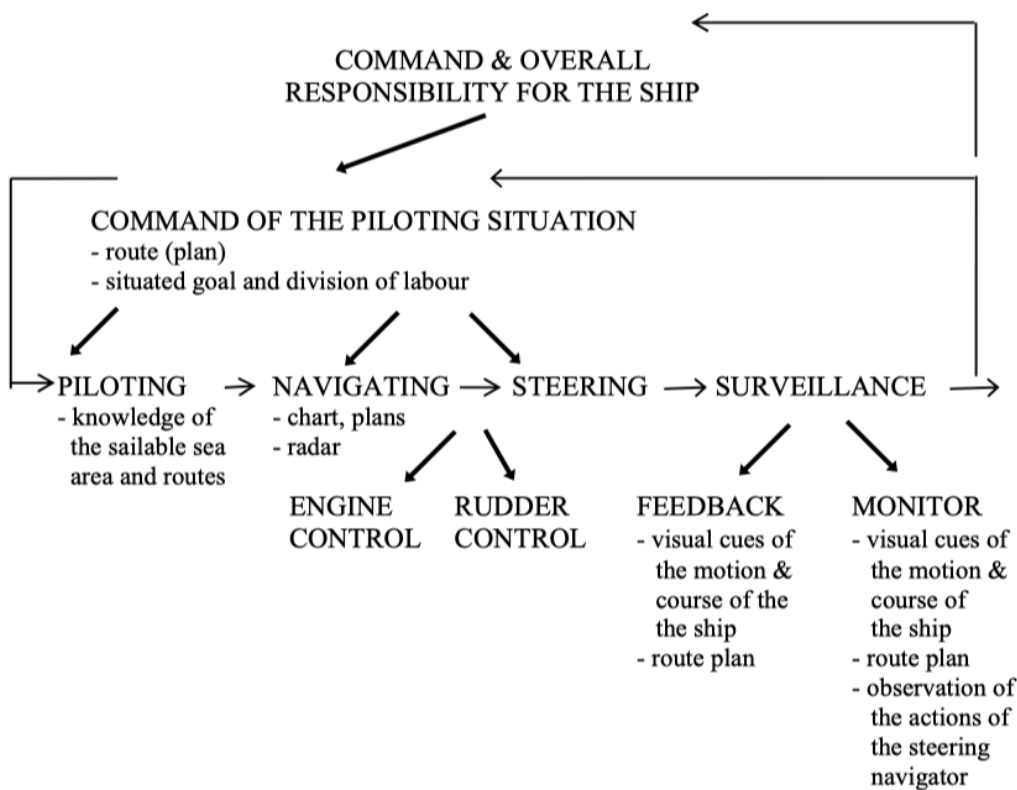 COMMAND & OVERALL
RESPONSIBILITY FOR THE SHIP
COMMAND OF THE PILOTING SITUATION
- route (plan)
- situated goal and division of labour
PILOTING
- knowledge of
the sailable sea
area and routes
NAVIGATING
- chart, plans
- radar
STEERING
SURVEILLANCE
ENGINE
CONTROL
RUDDER
CONTROL
FEEDBACK
- visual cues of
the motion &
course of the
the ship
- route plan
MONITOR
- visual cues of
the motion &
course of
the ship
- route plan
- observation of
the actions of
the steering
navigator